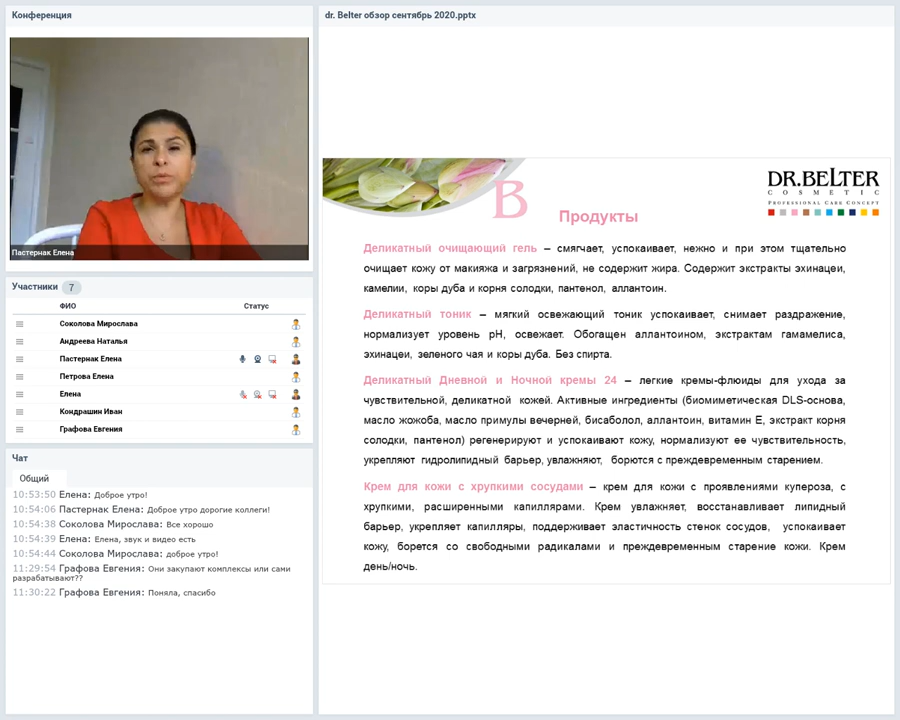 Конференция
Пастернак Елена
Участники 7
ФИО Статус
Соколова Мирослава
Андреева Наталья
Пастернак Елена
Петрова Елена
Елена
Кондрашин Иван
Графова Евгения
Чат
Общий
10:53:50 Елена: Доброе утро!
10:54:06 Пастернак Елена: Доброе утро дорогие коллеги!
10:54:38 Соколова Мирослава: Все хорошо
10:54:39 Елена: Елена, звук и видео есть
10:54:44 Соколова Мирослава: доброе утро!
11:29:54 Графова Евгения: Они закупают комплексы или сами
разрабатывают??
11:30:22 Графова Евгения: Поняла, спасибо
dr. Belter обзор сентябрь 2020.pptx
B
DR.BELTER
COSMETIC
PROFESSIONAL CARE CONCEPT
Продукты
Деликатный очищающий гель – смягчает, успокаивает, нежно и при этом тщательно
очищает кожу от макияжа и загрязнений, не содержит жира. Содержит экстракты эхинацеи,
камелии, коры дуба и корня солодки, пантенол, аллантоин.
Деликатный тоник – мягкий освежающий тоник успокаивает, снимает раздражение,
нормализует уровень pH, освежает. Обогащен аллантоином, экстрактам гамамелиса,
эхинацеи, зеленого чая и коры дуба. Без спирта.
Деликатный Дневной и Ночной кремы 24 – легкие кремы-флюиды для ухода за
чувствительной, деликатной кожей. Активные ингредиенты (биомиметическая DLS-основа,
масло жожоба, масло примулы вечерней, бисаболол, аллантоин, витамин Е, экстракт корня
солодки, пантенол) регенерируют и успокаивают кожу, нормализуют ее чувствительность,
укрепляют гидролипидный барьер, увлажняют, борются с преждевременным старением.
Крем для кожи с хрупкими сосудами – крем для кожи с проявлениями купероза, с
хрупкими, расширенными капиллярами. Крем увлажняет, восстанавливает липидный
барьер, укрепляет капилляры, поддерживает эластичность стенок сосудов, успокаивает
кожу, борется со свободными радикалами и преждевременным старение кожи. Крем
день/ночь.